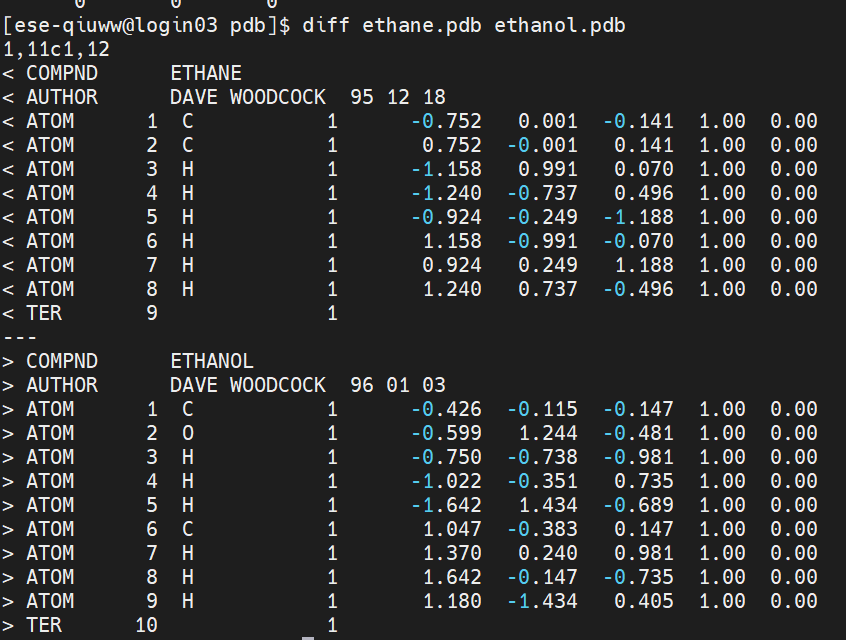 0 0 0
[ese-qiuww@login03 pdb]$ diff ethane.pdb ethanol.pdb
1,11c1,12
< COMPND      ETHANE
< AUTHOR      DAVE WOODCOCK  95 12 18
< ATOM      1  C           1      -0.752   0.001  -0.141  1.00  0.00
< ATOM      2  C           1       0.752  -0.001   0.141  1.00  0.00
< ATOM      3  H           1      -1.158   0.991   0.070  1.00  0.00
< ATOM      4  H           1      -1.240  -0.737   0.496  1.00  0.00
< ATOM      5  H           1      -0.924  -0.249  -1.188  1.00  0.00
< ATOM      6  H           1       1.158  -0.991  -0.070  1.00  0.00
< ATOM      7  H           1       0.924   0.249   1.188  1.00  0.00
< ATOM      8  H           1       1.240   0.737  -0.496  1.00  0.00
< TER       9              1
---
> COMPND      ETHANOL
> AUTHOR      DAVE WOODCOCK  96 01 03
> ATOM      1  C           1      -0.426  -0.115  -0.147  1.00  0.00
> ATOM      2  O           1      -0.599   1.244  -0.481  1.00  0.00
> ATOM      3  H           1      -0.750  -0.738  -0.981  1.00  0.00
> ATOM      4  H           1      -1.022  -0.351   0.735  1.00  0.00
> ATOM      5  H           1      -1.642   1.434  -0.689  1.00  0.00
> ATOM      6  C           1       1.047  -0.383   0.147  1.00  0.00
> ATOM      7  H           1       1.370   0.240   0.981  1.00  0.00
> ATOM      8  H           1       1.642  -0.147  -0.735  1.00  0.00
> ATOM      9  H           1       1.180  -1.434   0.405  1.00  0.00
> TER      10              1